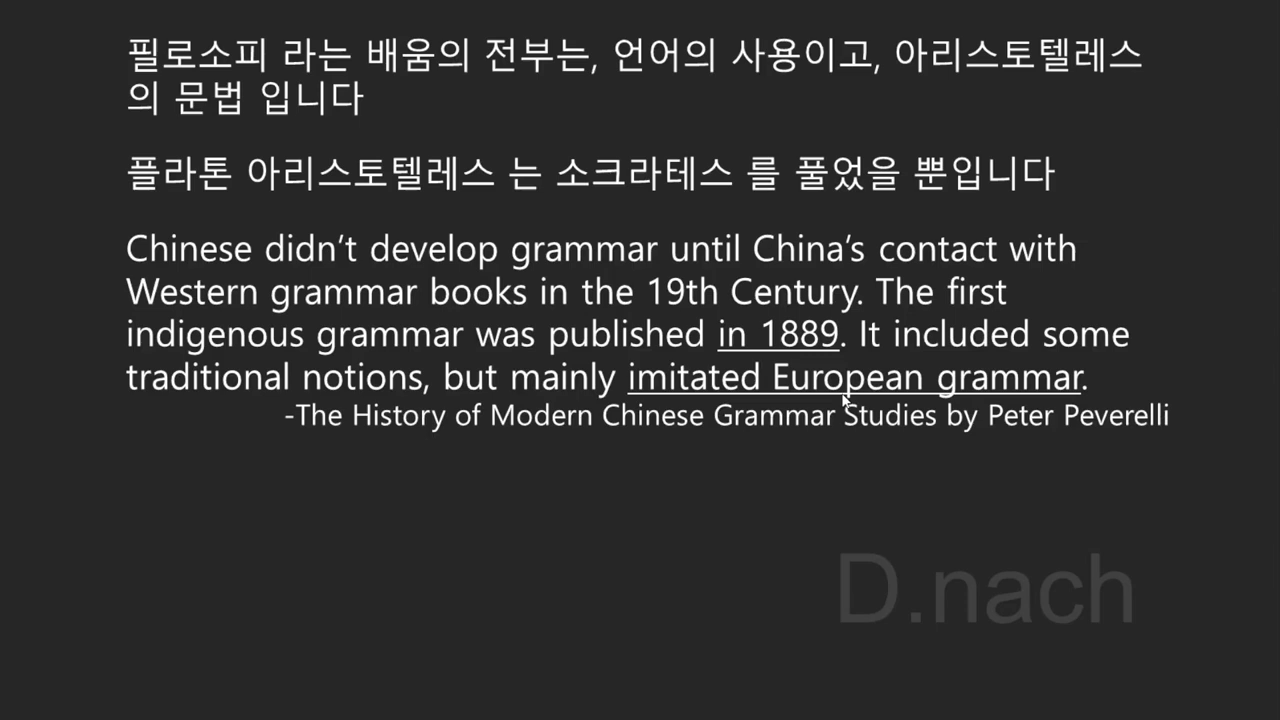 필로소피 라는 배움의 전부는, 언어의 사용이고, 아리스토텔레스
의 문법 입니다
플라톤 아리스토텔레스 는 소크라테스 를 풀었을 뿐입니다
Chinese didn’t develop grammar until China’s contact with
Western grammar books in the 19th Century. The first
indigenous grammar was published in 1889. It included some
traditional notions, but mainly imitated European grammar.
-The History of Modern Chinese Grammar Studies by Peter Peverelli
D.nach